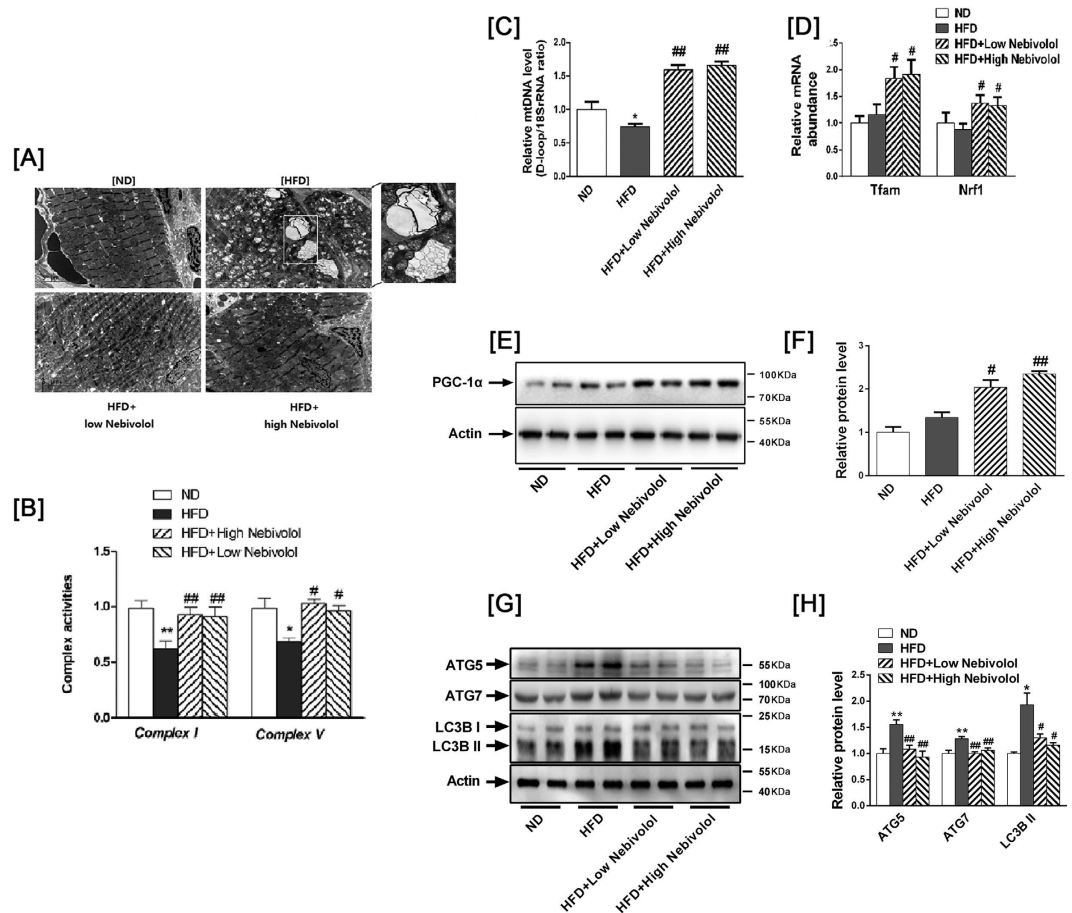 [A]
[ND]
[HFD]
HFD+
low Nebivolol
HFD+
high Nebivolol
[B]
ND
HFD
HFD+High Nebivolol
HFD+Low Nebivolol
Complex activities
1.5
1.0
0.5
0.0
Complex I
Complex V
**
##
##
*
#
#
[C]
Relative mtDNA level
(D-loop/18SrRNA ratio)
2.0
1.5
1.0
0.5
0.0
*
##
##
ND
HFD
HFD+Low Nebivolol
HFD+High Nebivolol
[D]
ND
HFD
HFD+Low Nebivolol
HFD+High Nebivolol
Relative mRNA
abundance
2.5
2.0
1.5
1.0
0.5
0.0
#
#
#
#
Tfam
Nrf1
[E]
PGC-1α
100KDa
70KDa
Actin
55KDa
40KDa
ND
HFD
HFD+Low Nebivolol
HFD+High Nebivolol
[F]
Relative protein level
3
2
1
0
#
##
ND
HFD
HFD+Low Nebivolol
HFD+High Nebivolol
[G]
ATG5
55KDa
ATG7
100KDa
70KDa
LC3B I
25KDa
LC3B II
15KDa
Actin
55KDa
40KDa
ND
HFD
HFD+Low Nebivolol
HFD+High Nebivolol
[H]
ND
HFD
HFD+Low Nebivolol
HFD+High Nebivolol
Relative protein level
2.5
2.0
1.5
1.0
0.5
0.0
**
##
##
**
##
##
*
#
#
ATG5
ATG7
LC3B II